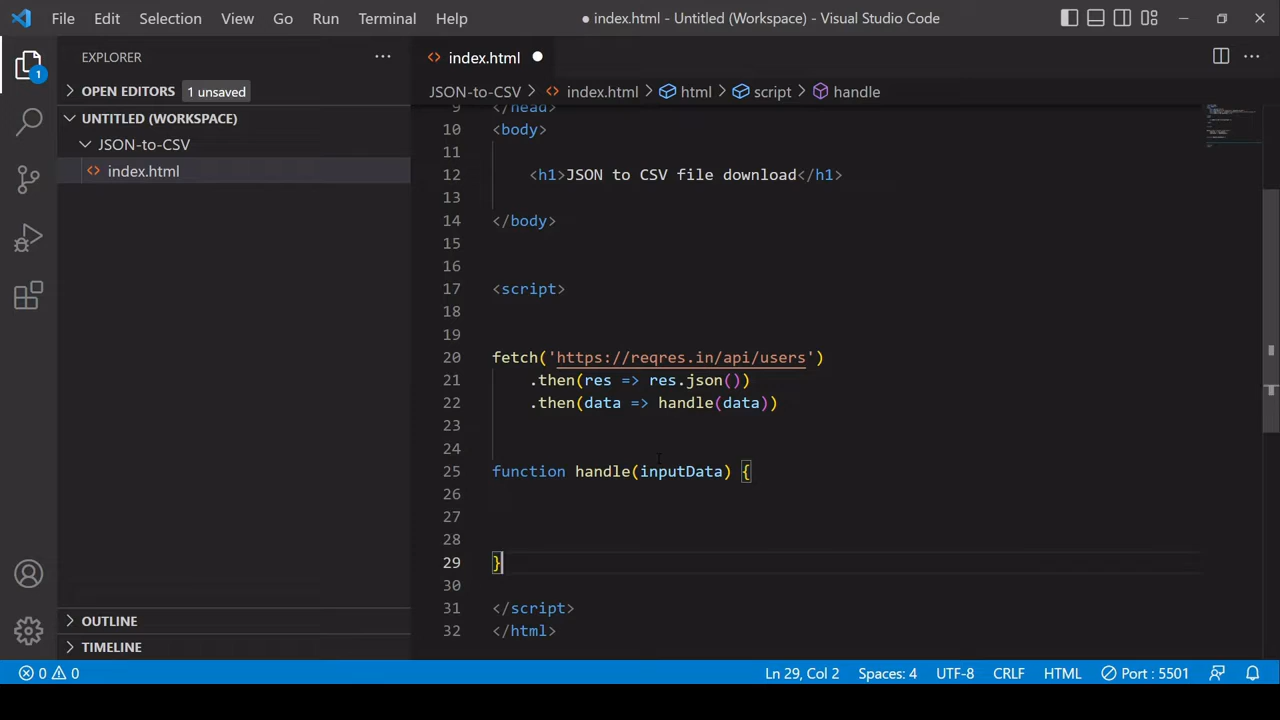 File Edit Selection View Go Run Terminal Help ● index.html - Untitled (Workspace) - Visual Studio Code
EXPLORER
OPEN EDITORS 1 unsaved
UNTITLED (WORKSPACE)
JSON-to-CSV
index.html
OUTLINE
TIMELINE
1
index.html
JSON-to-CSV > index.html > html > script > handle
9 </head>
10 <body>
11
12 <h1>JSON to CSV file download</h1>
13
14 </body>
15
16
17 <script>
18
19
20 fetch('https://reqres.in/api/users')
21 .then(res => res.json())
22 .then(data => handle(data))
23
24
25 function handle(inputData) {
26
27
28
29 }
30
31 </script>
32 </html>
0 0 Ln 29, Col 2 Spaces: 4 UTF-8 CRLF HTML Port : 5501